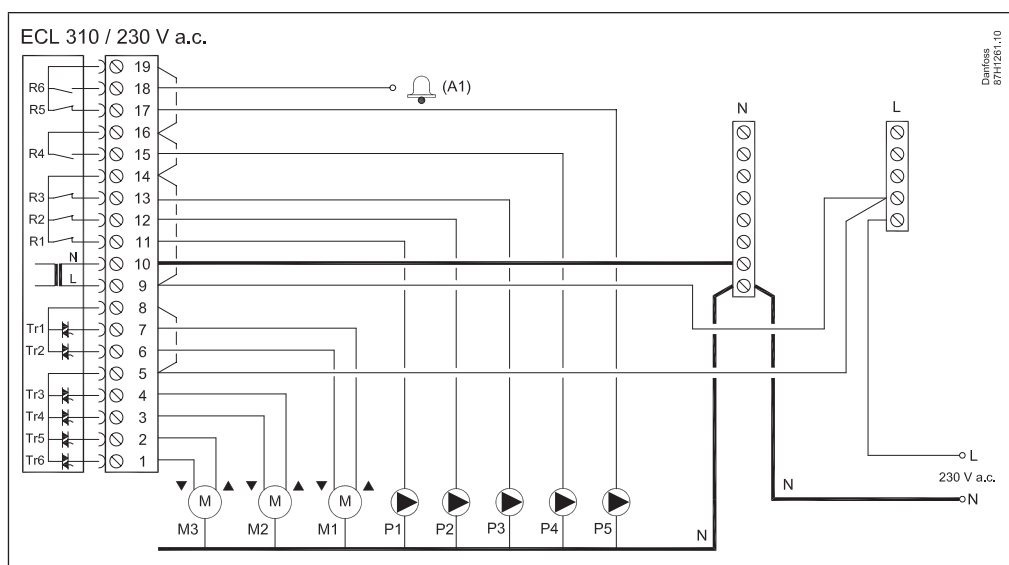 ECL 310 / 230 V a.c.
Danfoss
87H1261.10
19
R6 18 (A1)
R5 17
N
L
16
R4 15
14
R3 13
R2 12
R1 11
N 10
L 9
8
Tr1 7
Tr2 6
5
Tr3 4
Tr4 3
Tr5 2
Tr6 1
L
230 V a.c.
N N
M M M
M3 M2 M1 P1 P2 P3 P4 P5 N